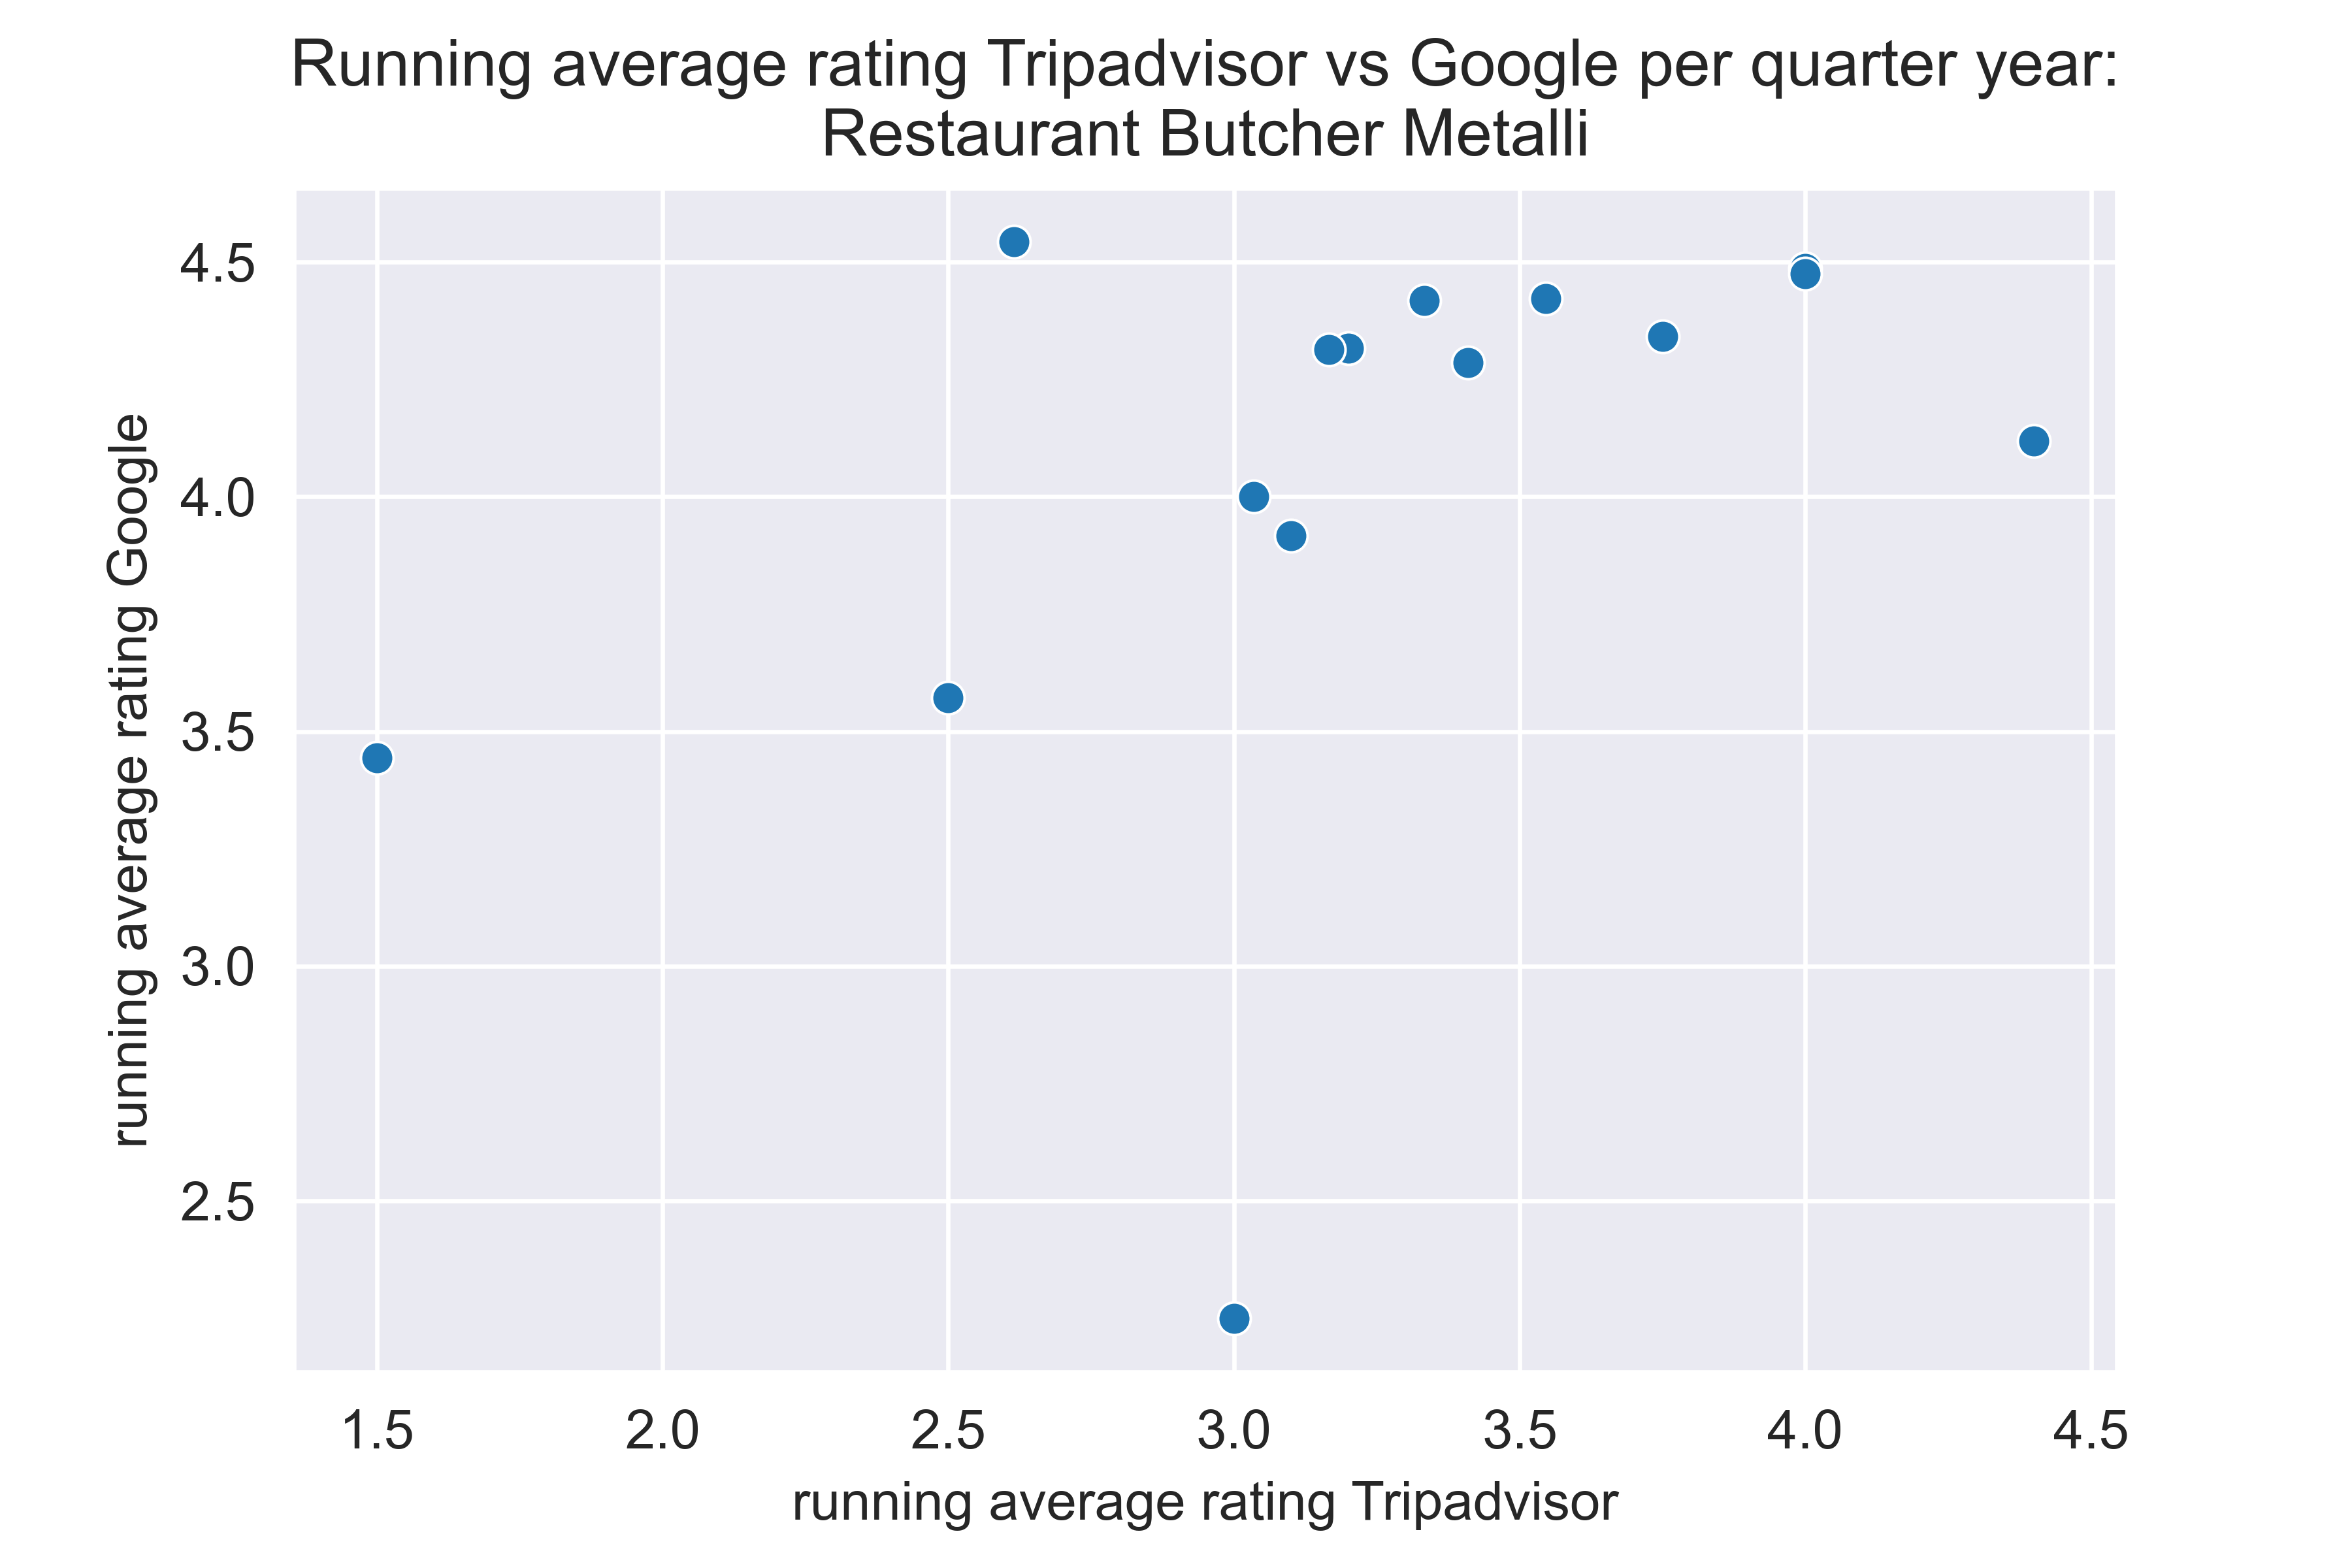 Running average rating Tripadvisor vs Google per quarter year:
Restaurant Butcher Metalli
running average rating Google
4.5
4.0
3.5
3.0
2.5
1.5 2.0 2.5 3.0 3.5 4.0 4.5
running average rating Tripadvisor